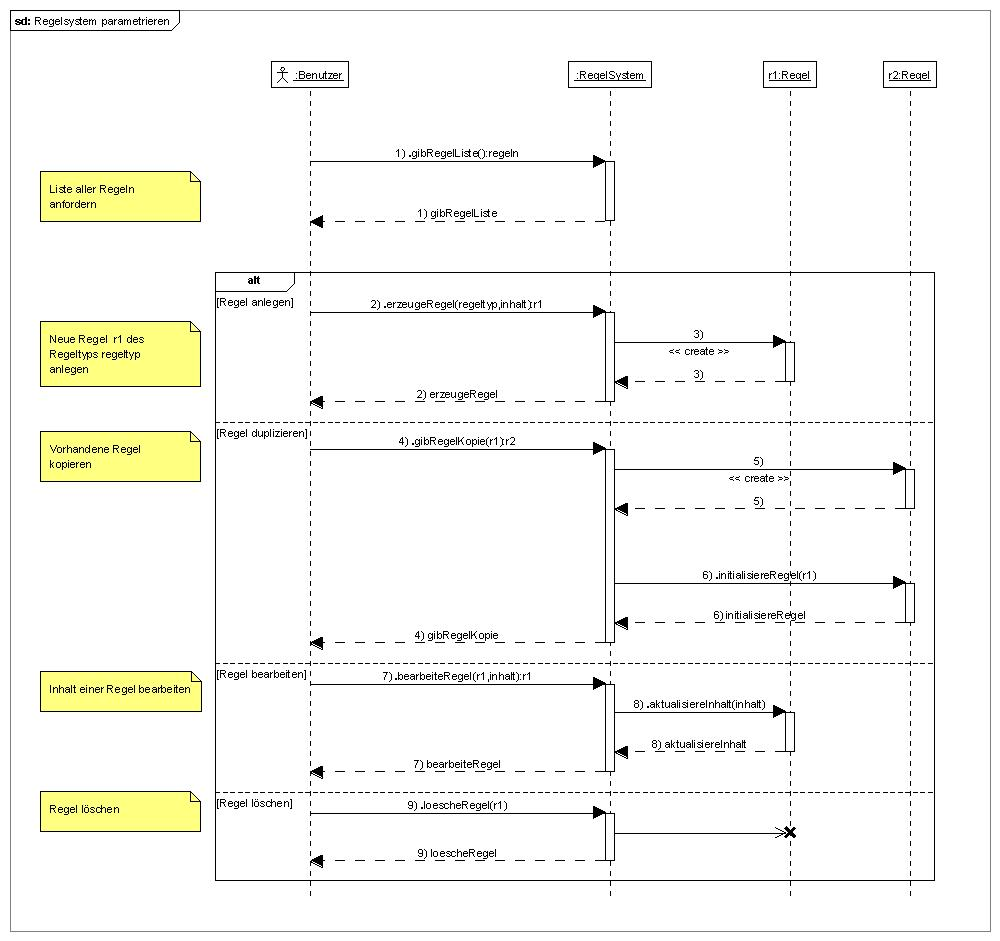 sd: Regelsystem parametrieren
:Benutzer
:RegelSystem
r1:Regel
r2:Regel
1) .gibRegelListe():regeln
Liste aller Regeln
anfordern
1) gibRegelListe
alt
[Regel anlegen]
2) .erzeugeRegel(regeltyp,inhalt):r1
Neue Regel r1 des
Regeltyps regeltyp
anlegen
3)
<< create >>
3)
2) erzeugeRegel
[Regel duplizieren]
4) .gibRegelKopie(r1):r2
Vorhandene Regel
kopieren
5)
<< create >>
5)
6) .initialisiereRegel(r1)
6) initialisiereRegel
4) gibRegelKopie
[Regel bearbeiten]
7) .bearbeiteRegel(r1,inhalt):r1
Inhalt einer Regel bearbeiten
8) .aktualisiereInhalt(inhalt)
8) aktualisiereInhalt
7) bearbeiteRegel
[Regel löschen]
9) .loescheRegel(r1)
Regel löschen
9) loescheRegel